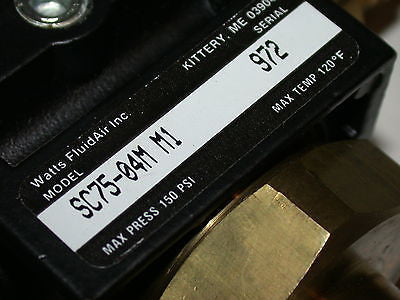 Watts FluidAir Inc.
KITTERY, ME
MODEL
SERIAL
SC75-04M M1
972
MAX PRESS 150 PSI
MAX TEMP 120°F